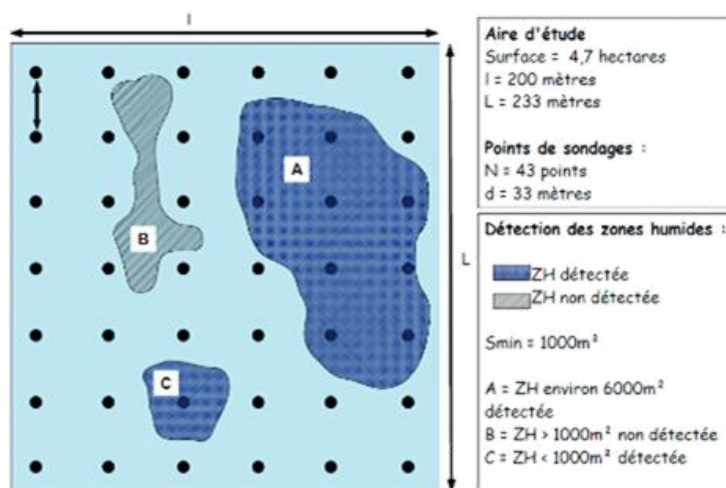 l
A
B
C
L
Aire d'étude
Surface = 4,7 hectares
l = 200 mètres
L = 233 mètres
Points de sondages :
N = 43 points
d = 33 mètres
Détection des zones humides :
ZH détectée
ZH non détectée
Smin = 1000m²
A = ZH environ 6000m²
détectée
B = ZH > 1000m² non détectée
C = ZH < 1000m² détectée